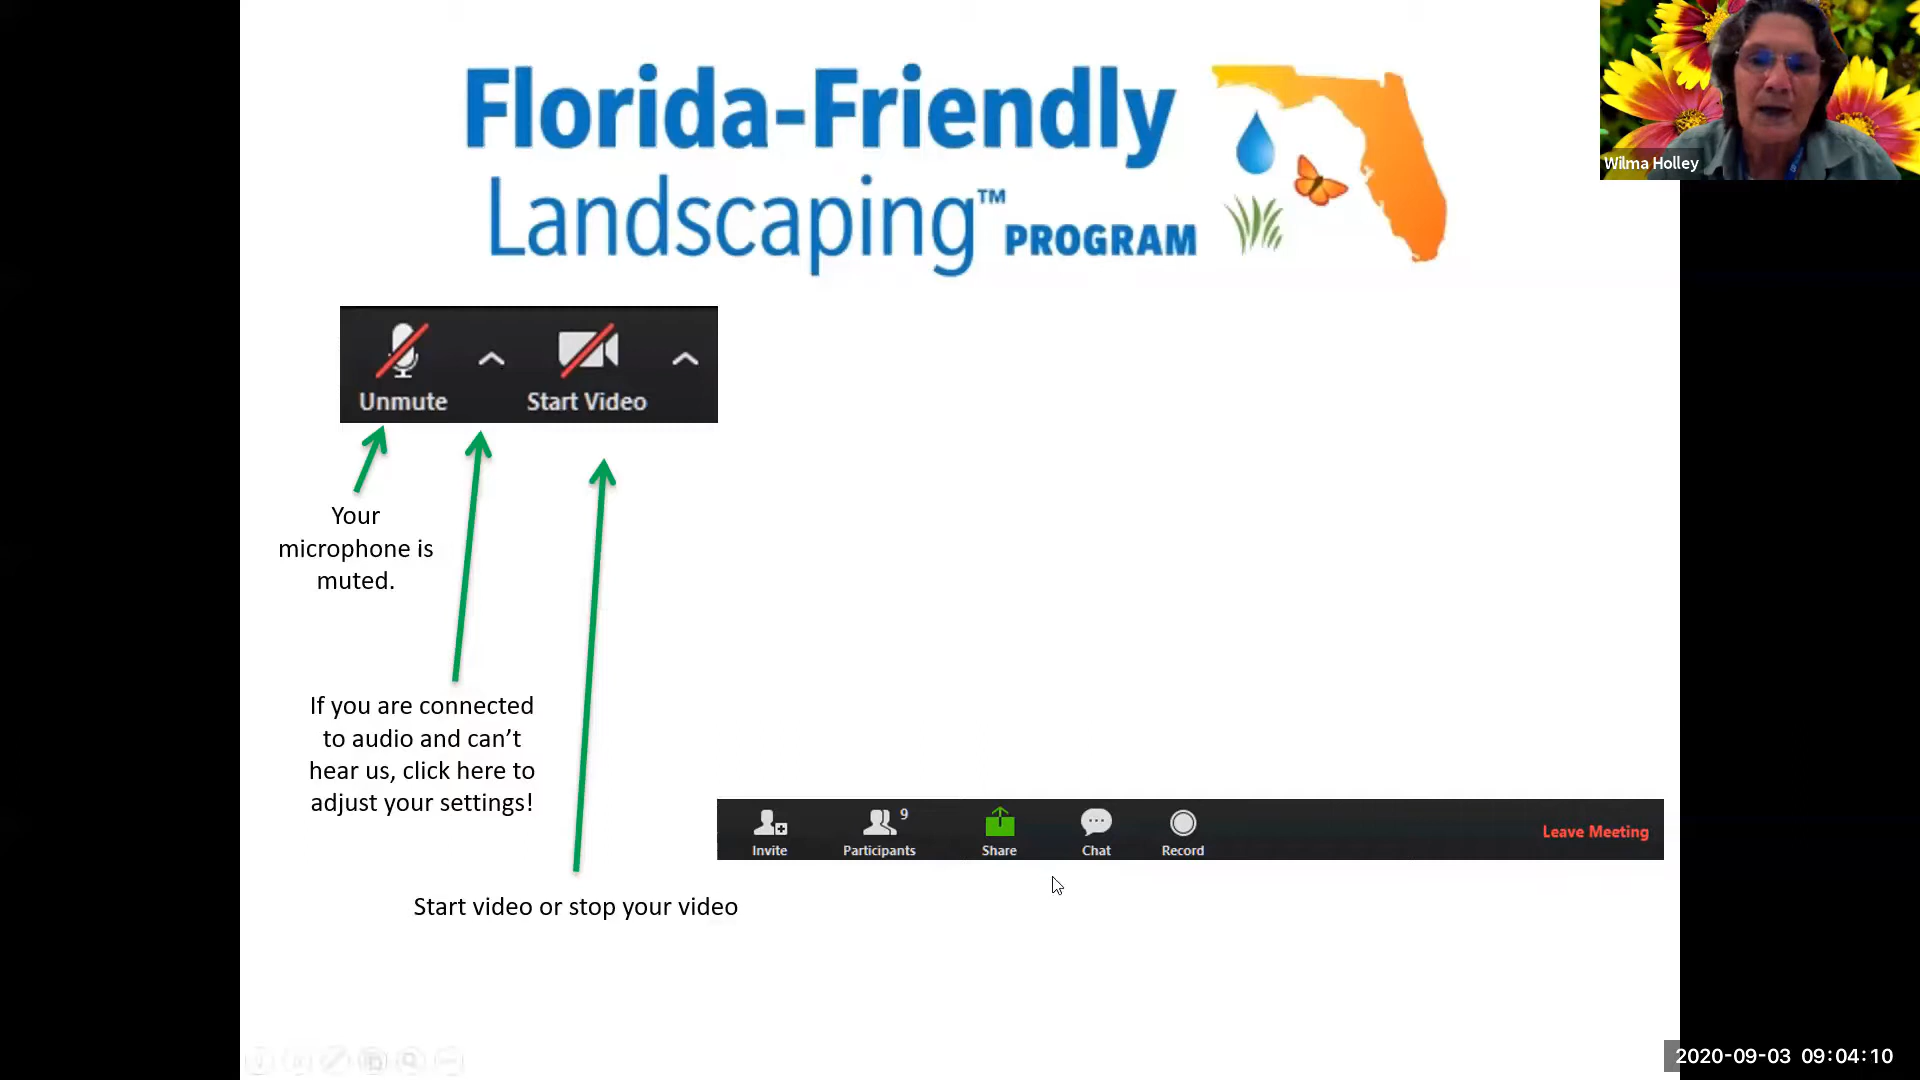 Florida-Friendly
Landscaping™ PROGRAM
Wilma Holley
Unmute
Start Video
Your
microphone is
muted.
If you are connected
to audio and can’t
hear us, click here to
adjust your settings!
Start video or stop your video
9
Invite
Participants
Share
Chat
Record
Leave Meeting
2020-09-03 09:04:10